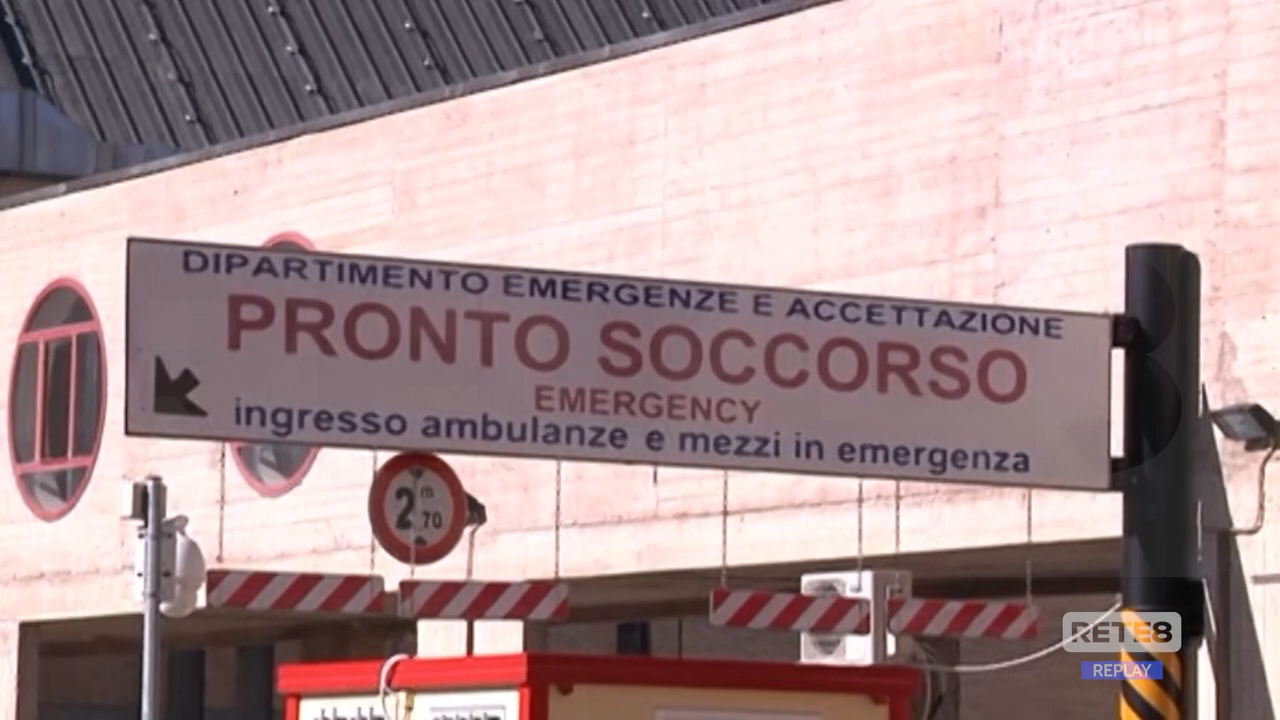 DIPARTIMENTO EMERGENZE E ACCETTAZIONE
PRONTO SOCCORSO
EMERGENCY
ingresso ambulanze e mezzi in emergenza
2 m 70
RETE8
REPLAY